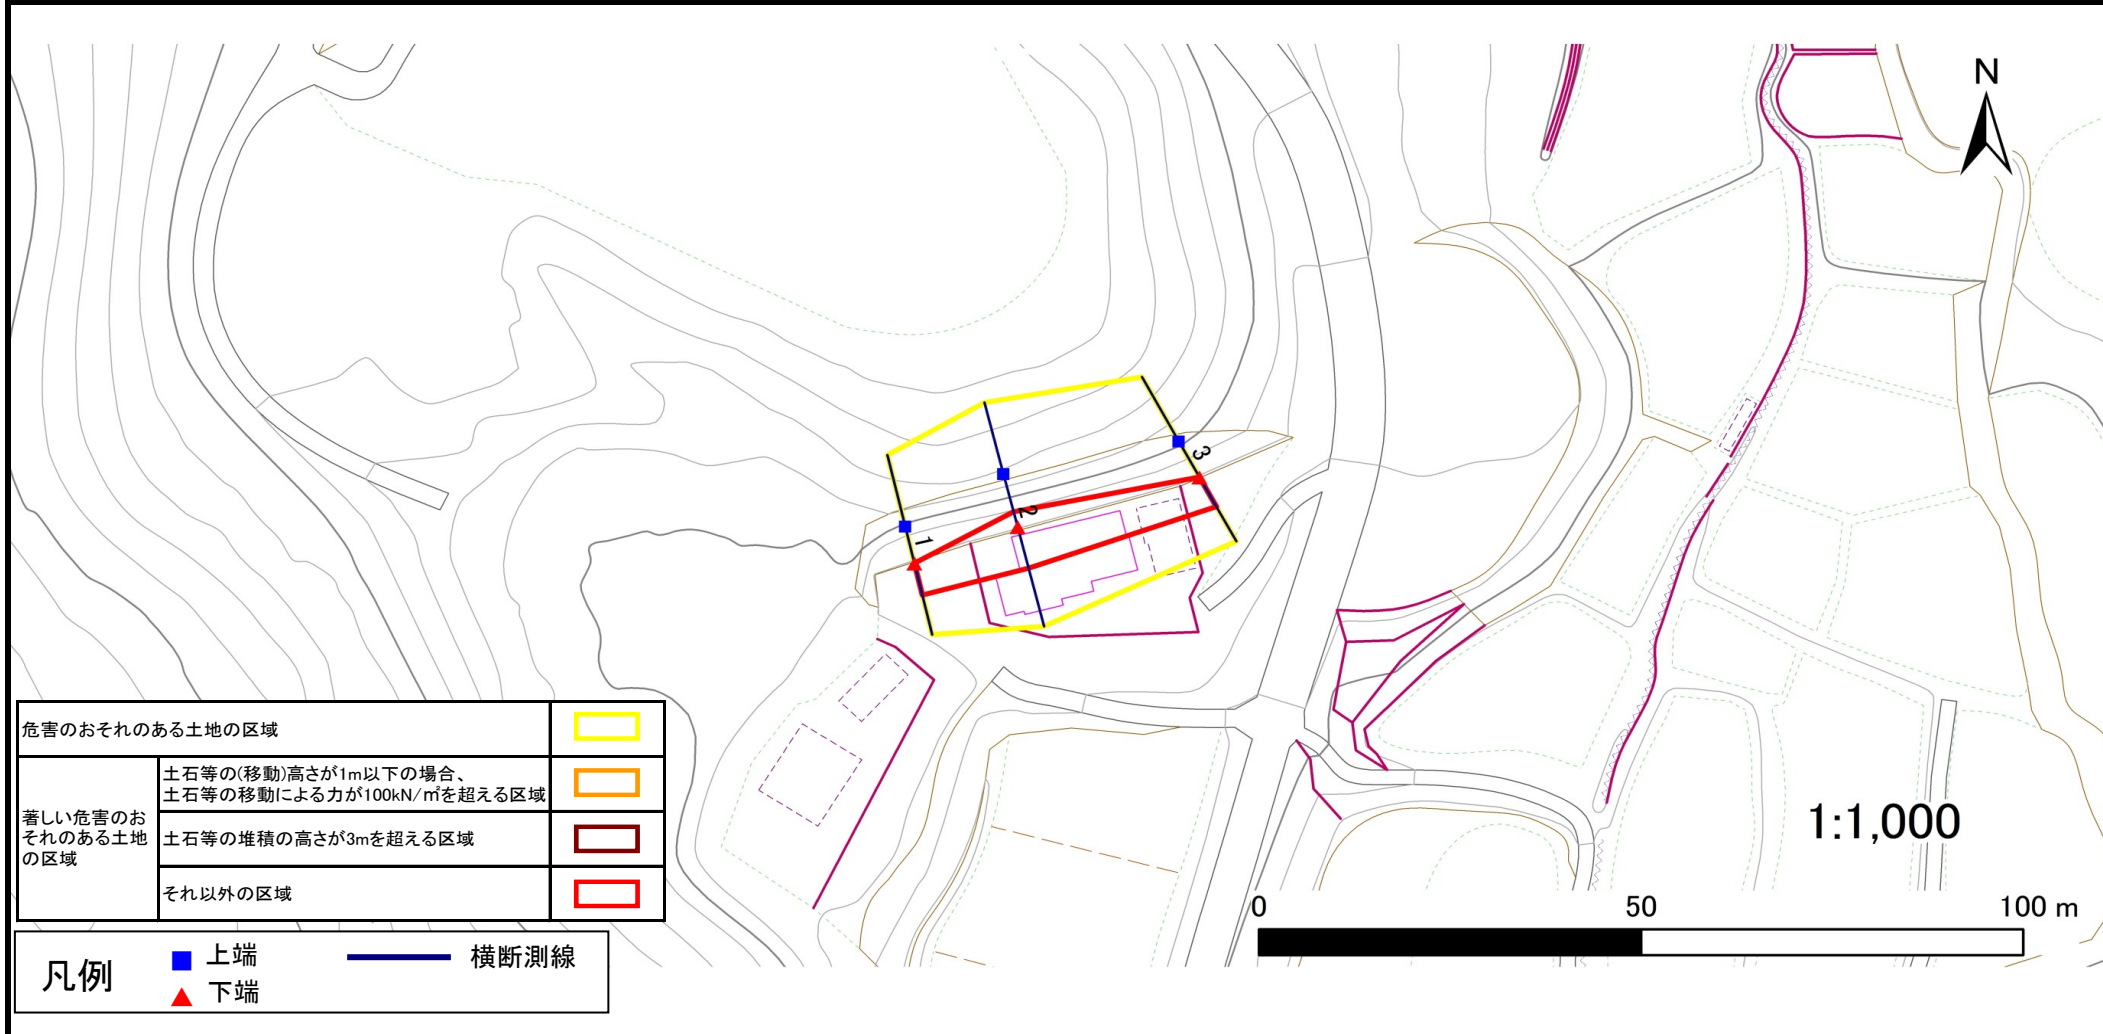 N
3
2
1
危害のおそれのある土地の区域
著しい危害のお
それのある土地
の区域
土石等の(移動)高さが1m以下の場合、
土石等の移動による力が100kN/㎡を超える区域
土石等の堆積の高さが3mを超える区域
それ以外の区域
1:1,000
0 50 100 m
凡例
上端
下端
横断測線